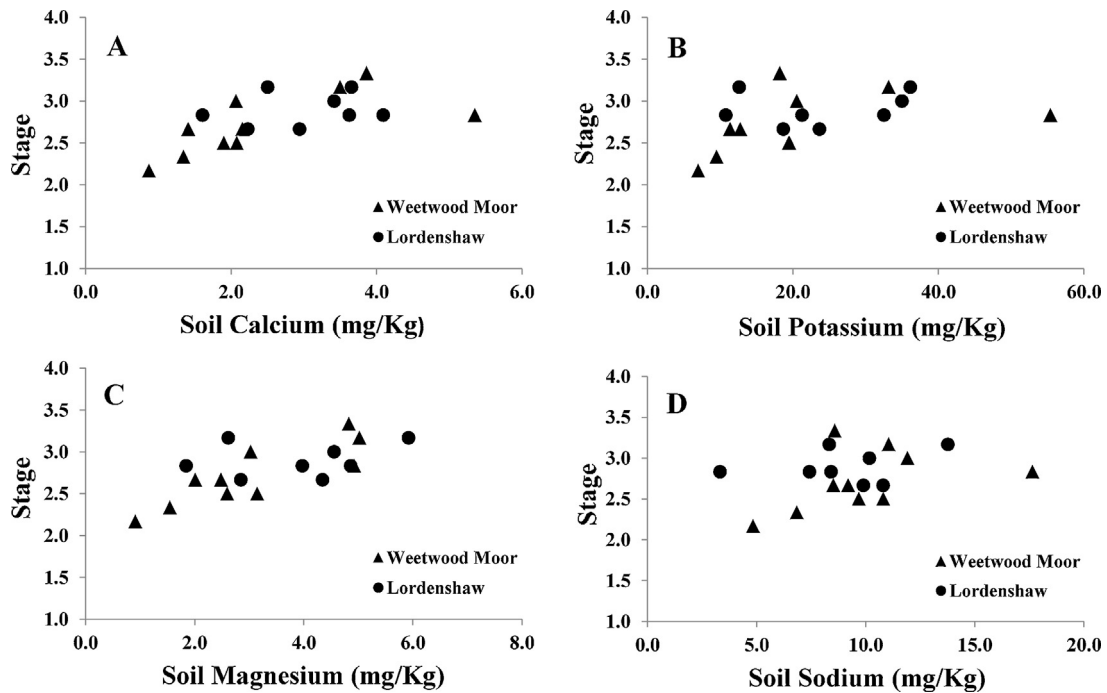 A
4.0
3.5
3.0
2.5
2.0
1.5
1.0
Stage
Weetwood Moor
Lordenshaw
0.0 2.0 4.0 6.0
Soil Calcium (mg/Kg)
B
4.0
3.5
3.0
2.5
2.0
1.5
1.0
Stage
Weetwood Moor
Lordenshaw
0.0 20.0 40.0 60.0
Soil Potassium (mg/Kg)
C
4.0
3.5
3.0
2.5
2.0
1.5
1.0
Stage
Weetwood Moor
Lordenshaw
0.0 2.0 4.0 6.0 8.0
Soil Magnesium (mg/Kg)
D
4.0
3.5
3.0
2.5
2.0
1.5
1.0
Stage
Weetwood Moor
Lordenshaw
0.0 5.0 10.0 15.0 20.0
Soil Sodium (mg/Kg)